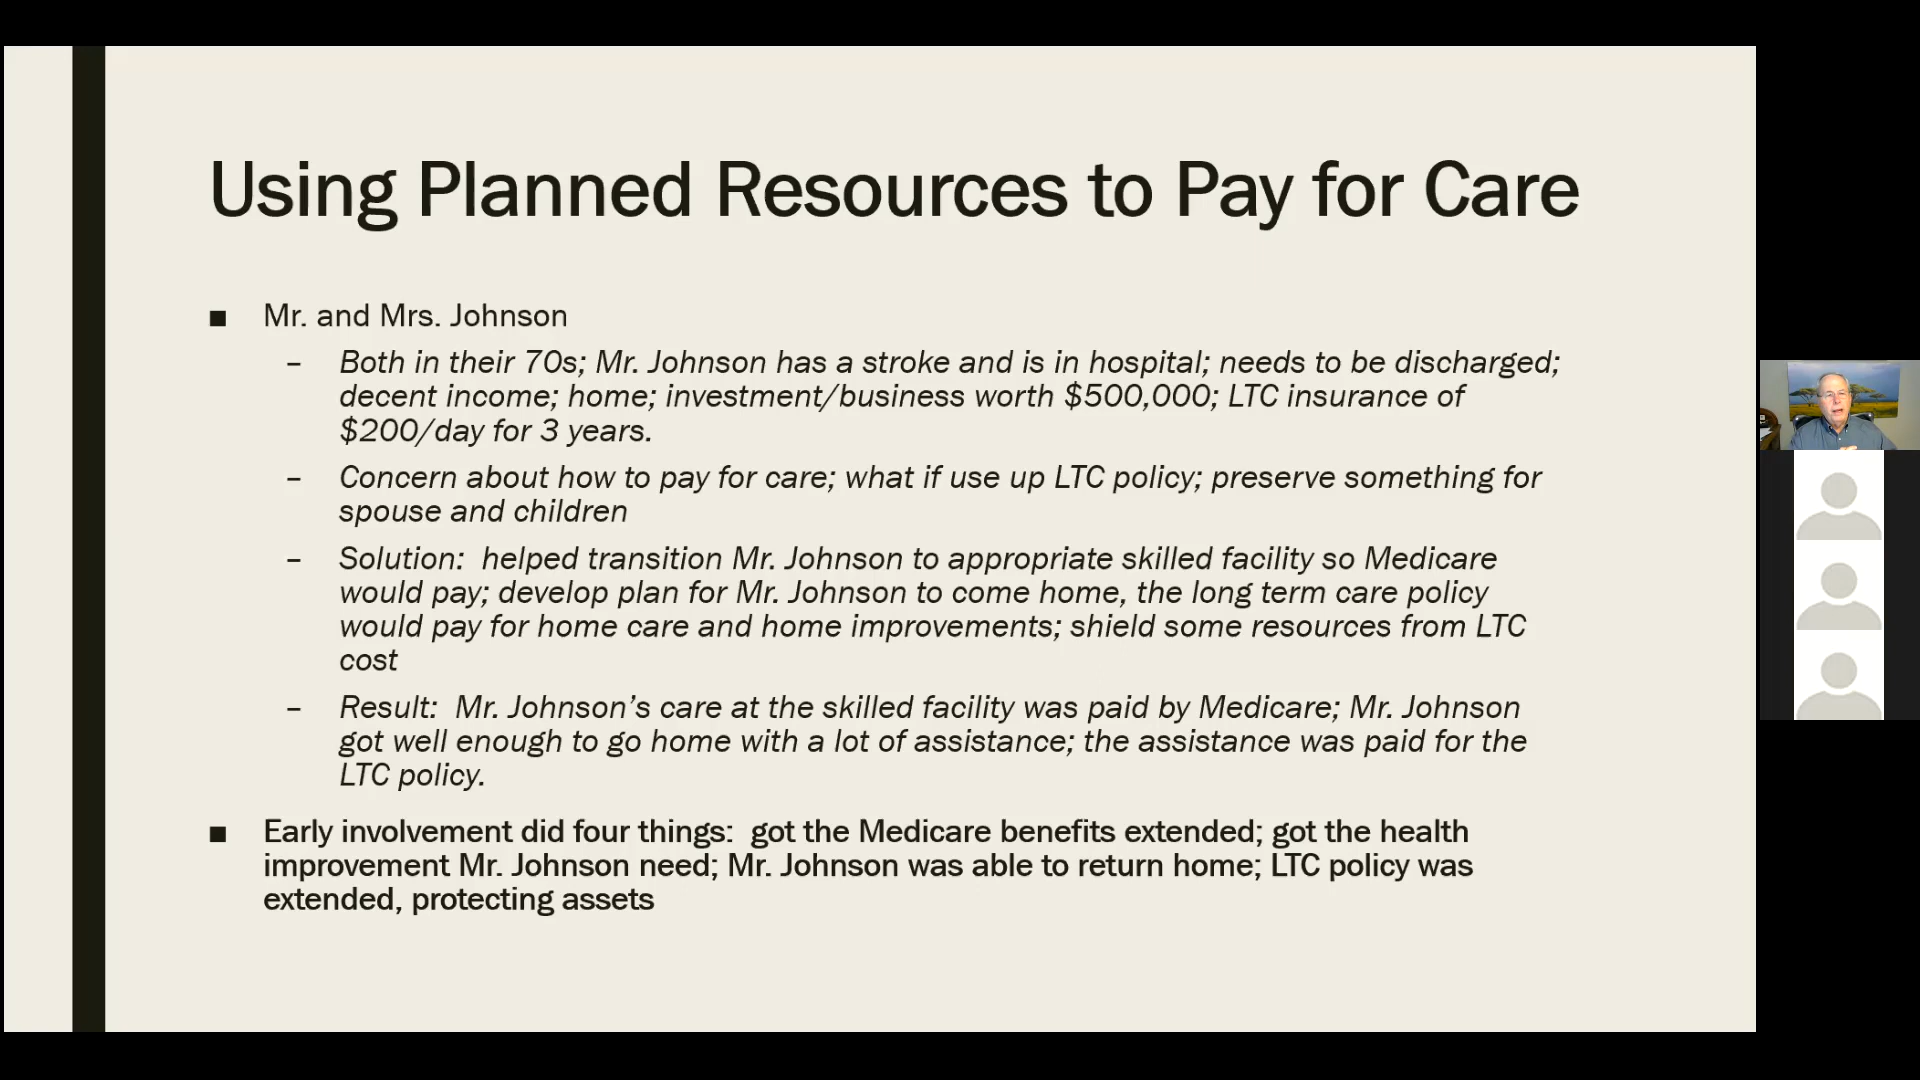 Using Planned Resources to Pay for Care
■ Mr. and Mrs. Johnson
– Both in their 70s; Mr. Johnson has a stroke and is in hospital; needs to be discharged;
decent income; home; investment/business worth $500,000; LTC insurance of
$200/day for 3 years.
– Concern about how to pay for care; what if use up LTC policy; preserve something for
spouse and children
– Solution:  helped transition Mr. Johnson to appropriate skilled facility so Medicare
would pay; develop plan for Mr. Johnson to come home, the long term care policy
would pay for home care and home improvements; shield some resources from LTC
cost
– Result:  Mr. Johnson’s care at the skilled facility was paid by Medicare; Mr. Johnson
got well enough to go home with a lot of assistance; the assistance was paid for the
LTC policy.
■ Early involvement did four things:  got the Medicare benefits extended; got the health
improvement Mr. Johnson need; Mr. Johnson was able to return home; LTC policy was
extended, protecting assets